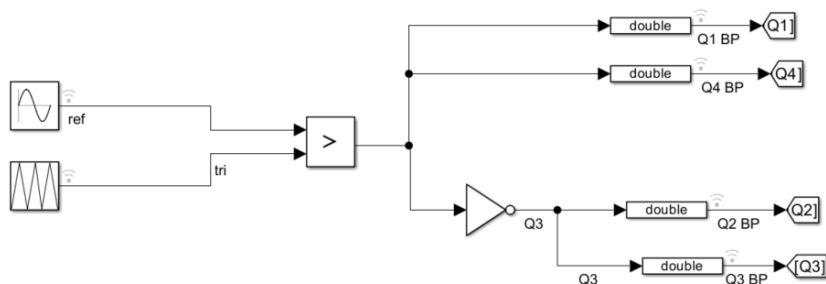 double
Q1 BP
Q1]
double
Q4 BP
Q4]
ref
tri
>
Q3
double
Q2 BP
Q2]
Q3
double
Q3 BP
[Q3]